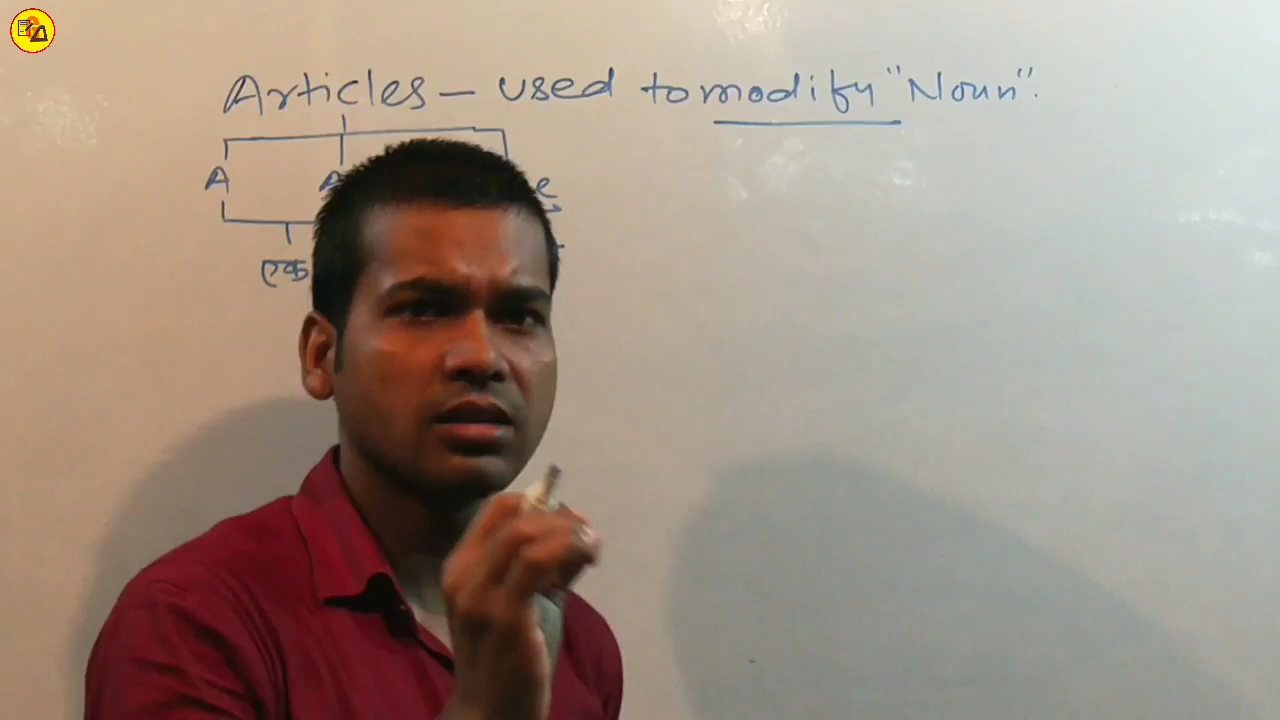 Articles – used to modify "Noun".
A A e
एक